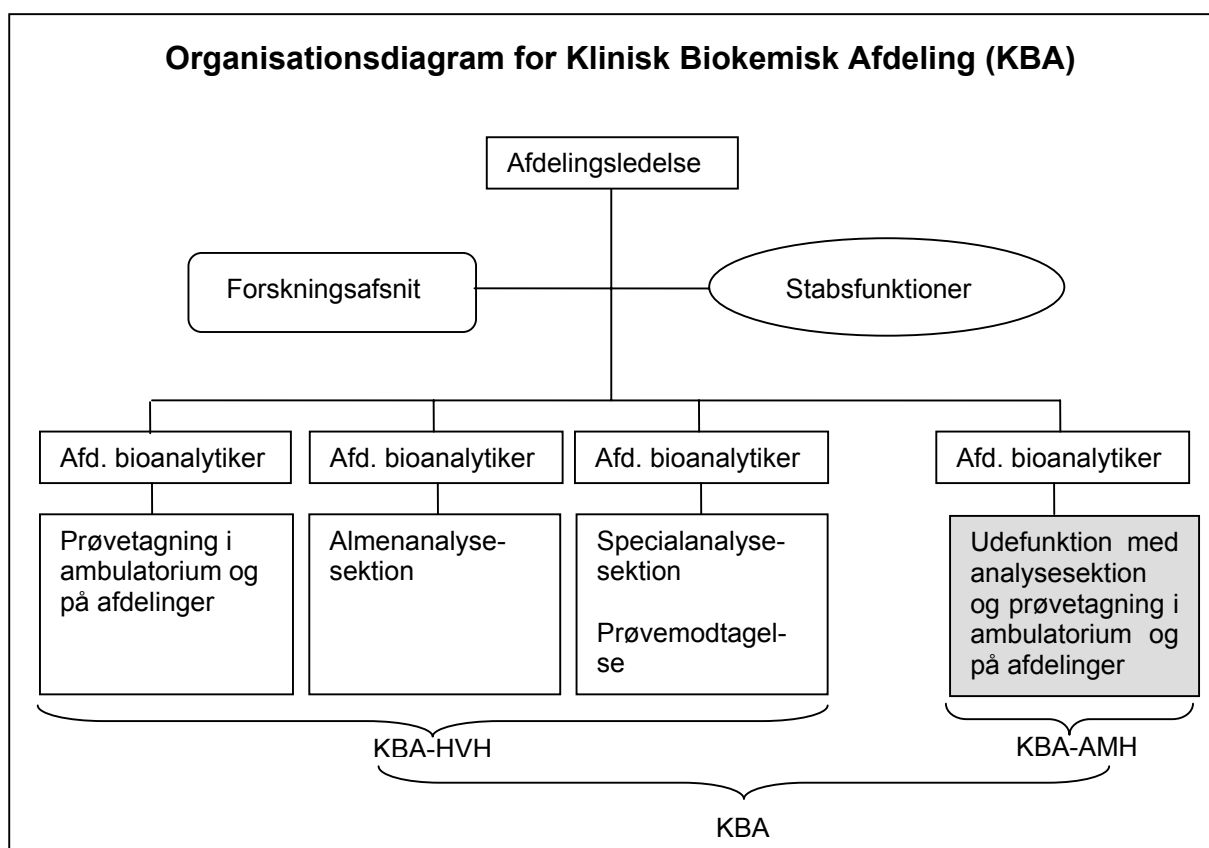 Organisationsdiagram for Klinisk Biokemisk Afdeling (KBA)
Afdelingsledelse
Forskningsafsnit
Stabsfunktioner
Afd. bioanalytiker
Afd. bioanalytiker
Afd. bioanalytiker
Afd. bioanalytiker
Prøvetagning i
ambulatorium og
på afdelinger
Almenanalyse-
sektion
Specialanalyse-
sektion
Prøvemodtagel-
se
Udefunktion med
analysesektion
og prøvetagning i
ambulatorium og
på afdelinger
KBA-HVH
KBA-AMH
KBA